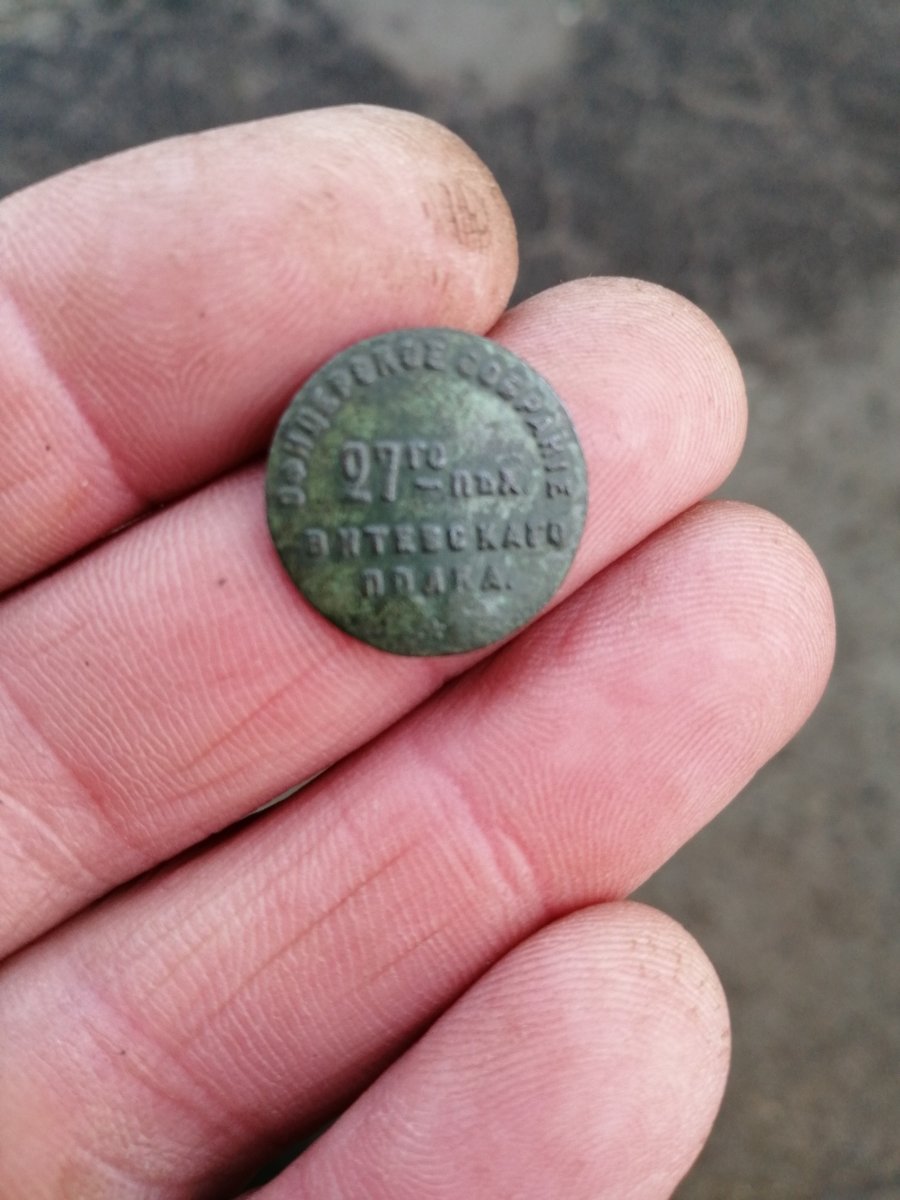 ОФИЦЕРСКОЕ СОБРАНІЕ
27го ПѢХ.
ВИТЕБСКАГО
ПОЛКА.